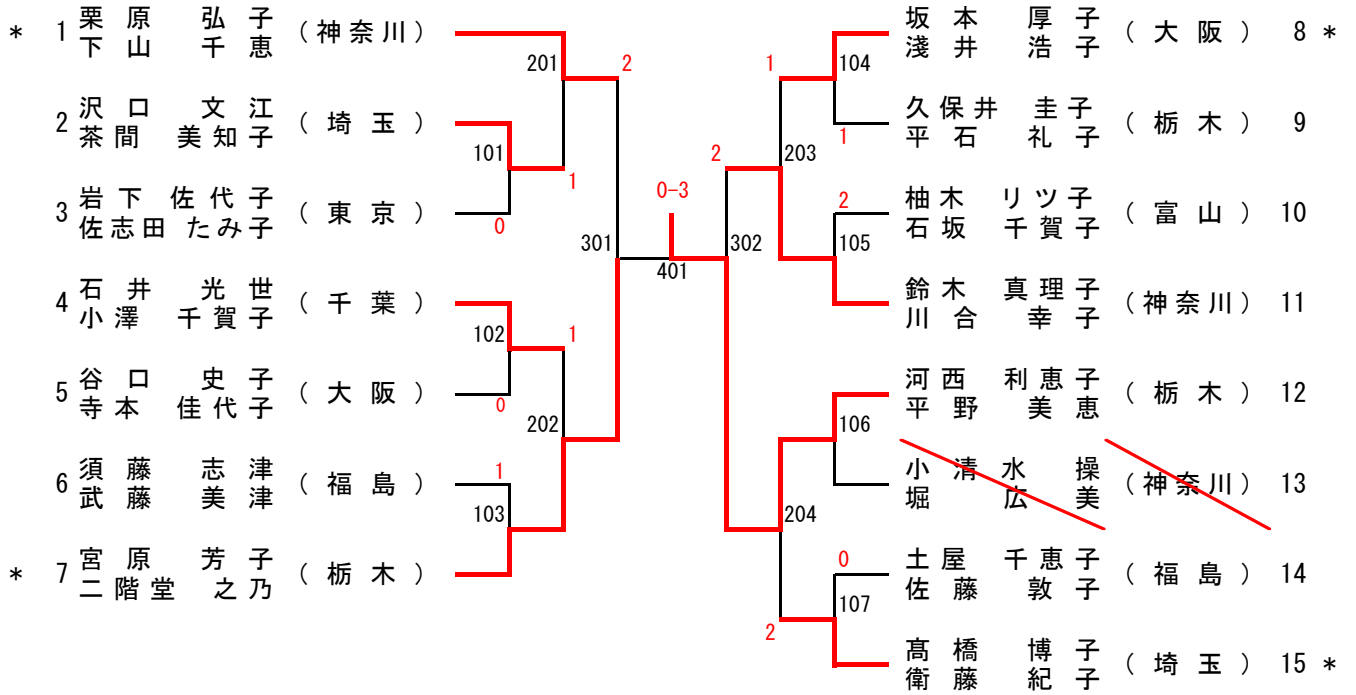 * 1 栗原 弘子 (神奈川)
下山 千恵
2 沢口 文江 (埼玉)
茶間 美知子
3 岩下 佐代子 (東京)
佐志田 たみ子
4 石井 光世 (千葉)
小澤 千賀子
5 谷口 史子 (大阪)
寺本 佳代子
6 須藤 志津 (福島)
武藤 美津
* 7 宮原 芳子 (栃木)
二階堂 之乃
201
2
101
1
0
301
102
1
0
202
1
103
0-3
401
坂本 厚子 (大阪) 8 *
淺井 浩子
久保井 圭子 (栃木) 9
平石 礼子
柚木 リツ子 (富山) 10
石坂 千賀子
鈴木 真理子 (神奈川) 11
川合 幸子
河西 利恵子 (栃木) 12
平野 美恵
小清水 操 (神奈川) 13
堀 広美
土屋 千恵子 (福島) 14
佐藤 敦子
髙橋 博子 (埼玉) 15 *
衛藤 紀子
1
104
1
2
203
2
105
302
106
204
0
107
2